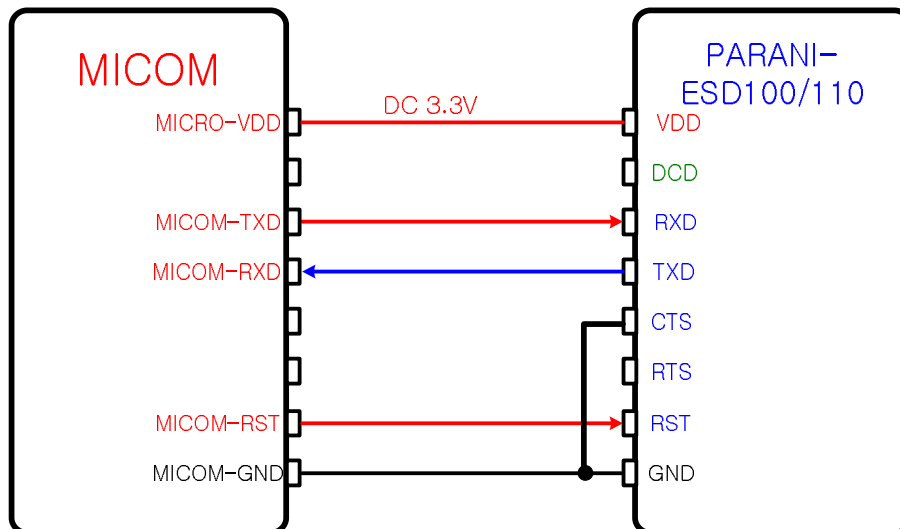 MICOM
PARANI-
ESD100/110
DC 3.3V
MICRO-VDD
VDD
DCD
MICOM-TXD
RXD
MICOM-RXD
TXD
CTS
RTS
MICOM-RST
RST
MICOM-GND
GND